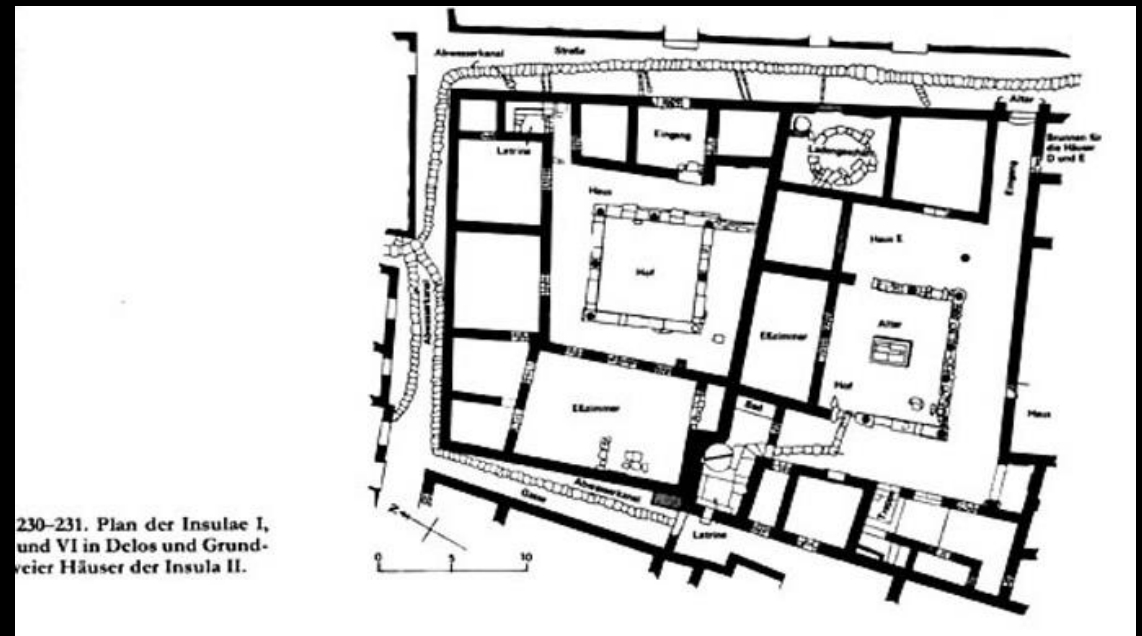 Abwasserkanal
Straße
Altar
Brunnen für
die Häuser
D und E
Latrine
Eingang
Ladengeschäft
Eingang
Haus
Haus E
Hof
Abwasserkanal
Eßzimmer
Altar
Hof
Eßzimmer
Bad
Haus
Abwasserkanal
Gasse
Treppe
Latrine
N
0 5 10
230–231. Plan der Insulae I,
und VI in Delos und Grund-
weier Häuser der Insula II.